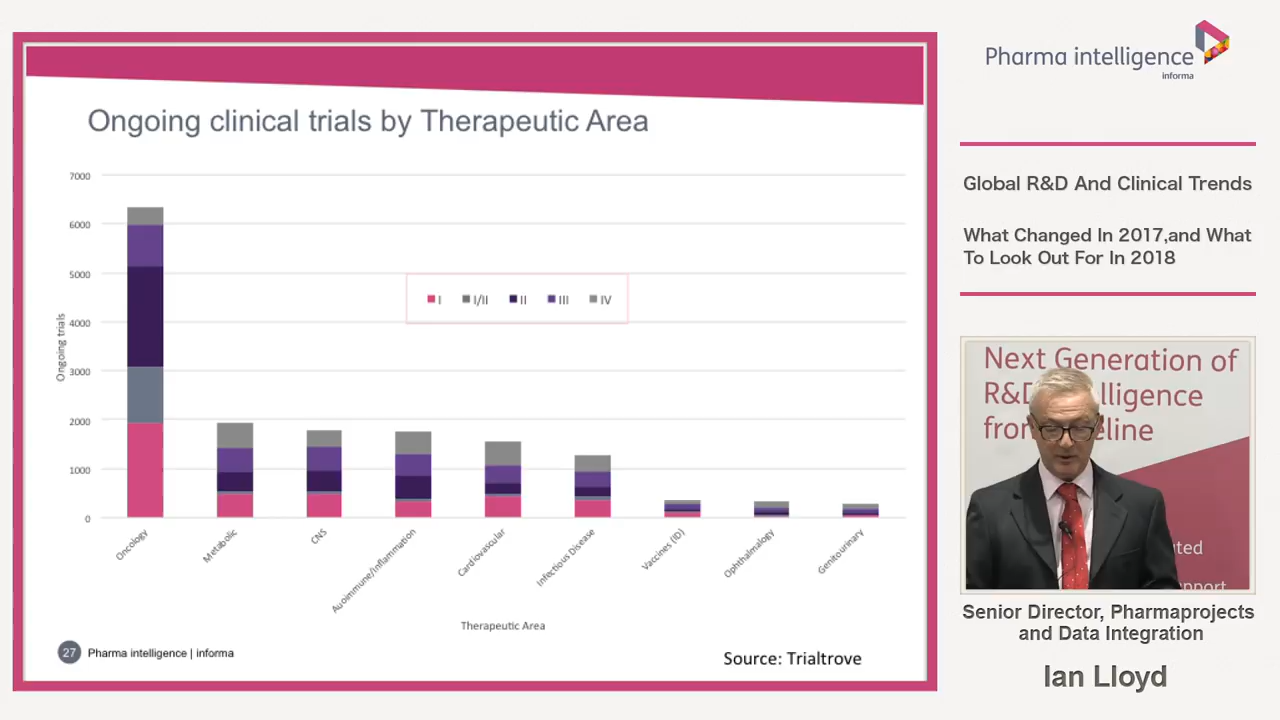 Pharma intelligence
informa
Ongoing clinical trials by Therapeutic Area
7000
6000
5000
4000
3000
2000
1000
0
Ongoing trials
I
I/II
II
III
IV
Oncology
Metabolic
CNS
Auoimmune/Inflammation
Cardiovascular
Infectious Disease
Vaccines (ID)
Ophthalmology
Genitourinary
Therapeutic Area
27
Pharma intelligence | informa
Source: Trialtrove
Global R&D And Clinical Trends
What Changed In 2017,and What
To Look Out For In 2018
Next Generation of
Senior Director, Pharmaprojects
and Data Integration
Ian Lloyd